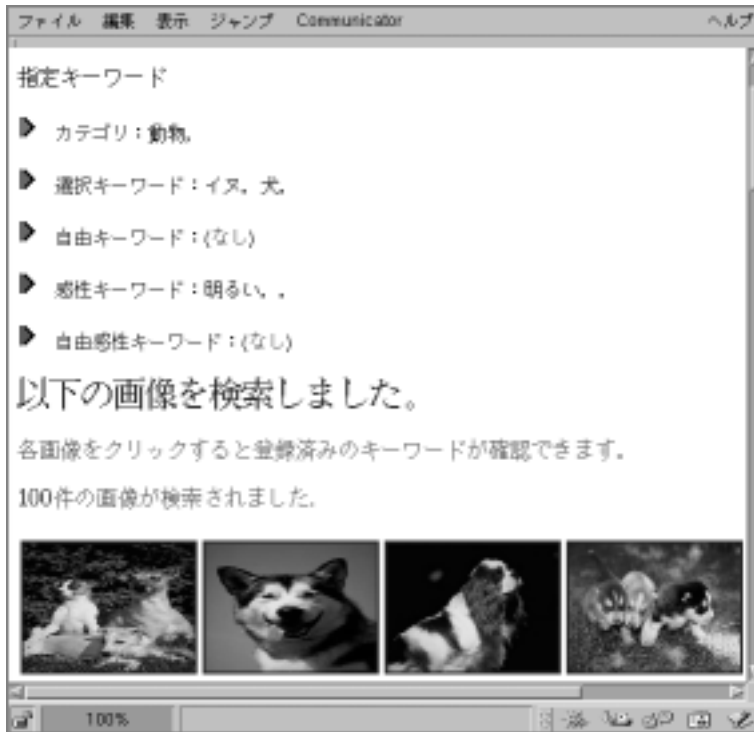 ファイル 編集 表示 ジャンプ Communicator ヘルプ
指定キーワード
カテゴリ：動物,
選択キーワード：イヌ, 犬,
自由キーワード：(なし)
感性キーワード：明るい, ,
自由感性キーワード：(なし)
以下の画像を検索しました。
各画像をクリックすると登録済みのキーワードが確認できます。
100件の画像が検索されました.
100%